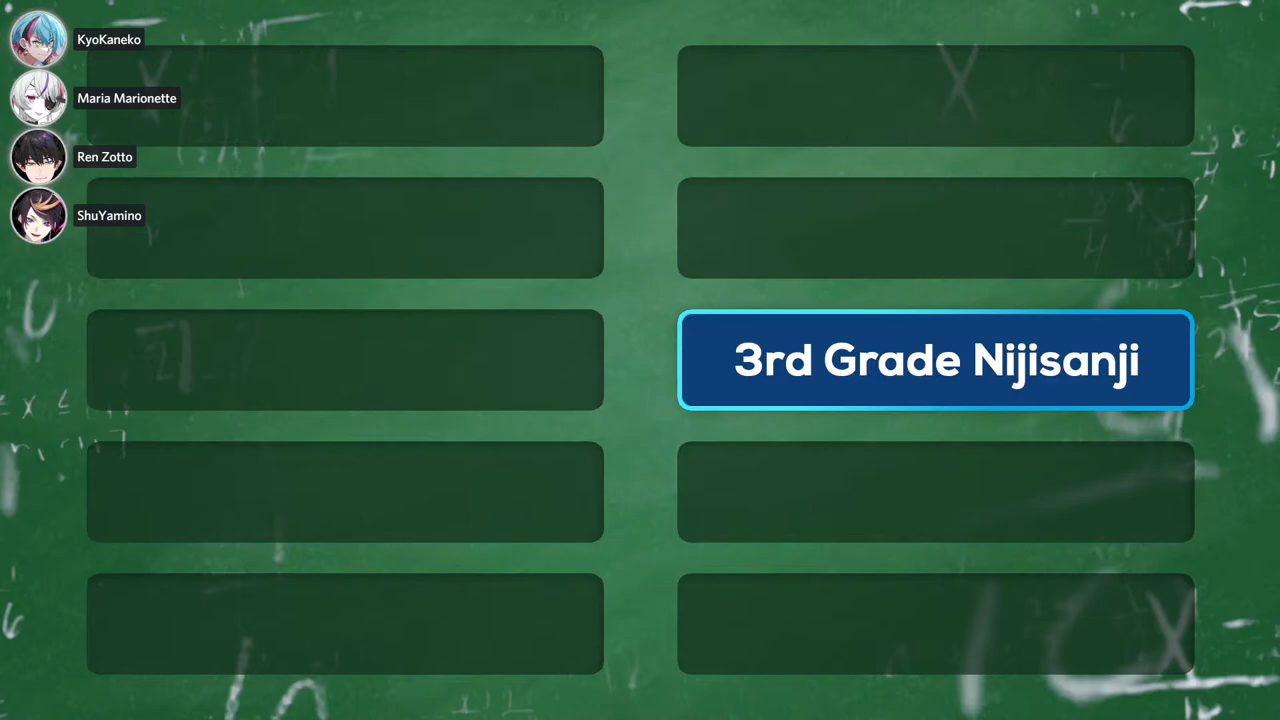 KyoKaneko
Maria Marionette
Ren Zotto
ShuYamino
3rd Grade Nijisanji